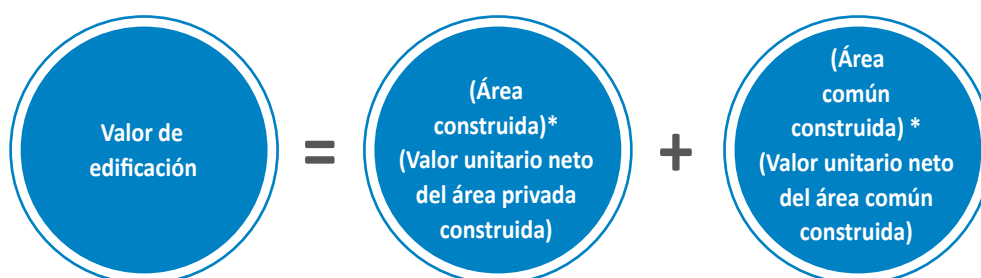 Valor de
edificación
=
(Área
construida)*
(Valor unitario neto
del área privada
construida)
+
(Área
común
construida) *
(Valor unitario neto
del área común
construida)